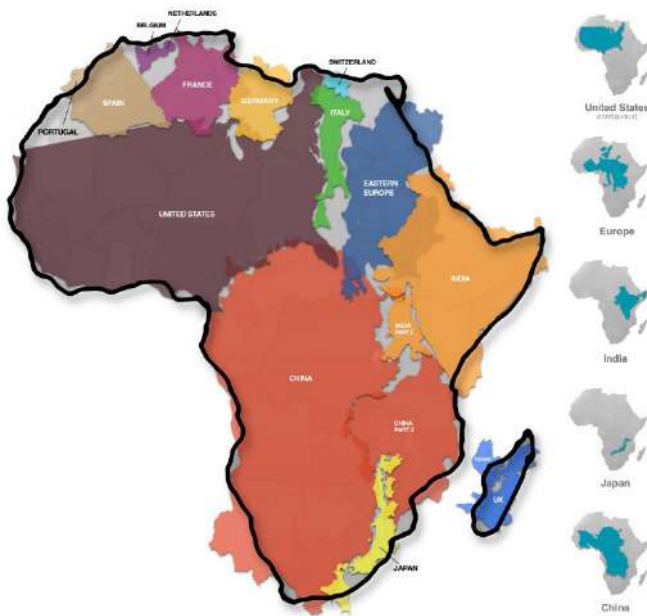 NETHERLANDS
BELGIUM
SWITZERLAND
FRANCE
GERMANY
SPAIN
ITALY
PORTUGAL
EASTERN
EUROPE
UNITED STATES
INDIA
INDIA
PART 2
CHINA
CHINA
PART 2
UK
JAPAN
United States
(contiguous)
Europe
India
Japan
China